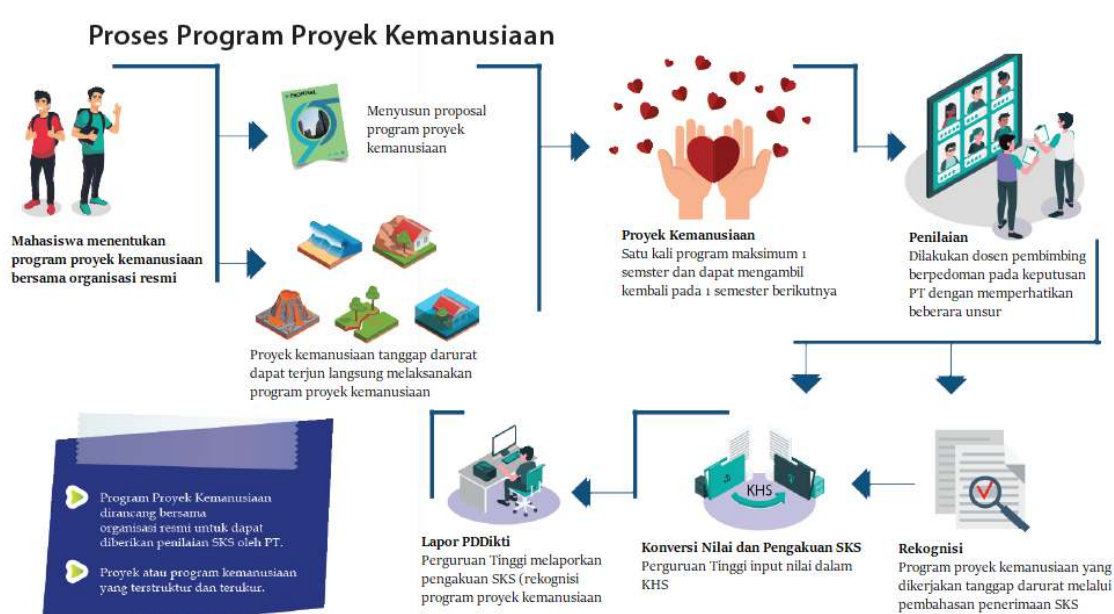 Proses Program Proyek Kemanusiaan
PROPOSAL
Menyusun proposal
program proyek
kemanusiaan
Mahasiswa menentukan
program proyek kemanusiaan
bersama organisasi resmi
Proyek kemanusiaan tanggap darurat
dapat terjun langsung melaksanakan
program proyek kemanusiaan
Proyek Kemanusiaan
Satu kali program maksimum 1
semster dan dapat mengambil
kembali pada 1 semester berikutnya
Penilaian
Dilakukan dosen pembimbing
berpedoman pada keputusan
PT dengan memperhatikan
beberara unsur
Rekognisi
Program proyek kemanusiaan yang
dikerjakan tanggap darurat melalui
pembahasan penerimaan SKS
KHS
Konversi Nilai dan Pengakuan SKS
Perguruan Tinggi input nilai dalam
KHS
Lapor PDDikti
Perguruan Tinggi melaporkan
pengakuan SKS (rekognisi
program proyek kemanusiaan
Program Proyek Kemanusiaan
dirancang bersama
organisasi resmi untuk dapat
diberikan penilaian SKS oleh PT.
Proyek atau program kemanusiaan
yang terstruktur dan terukur.